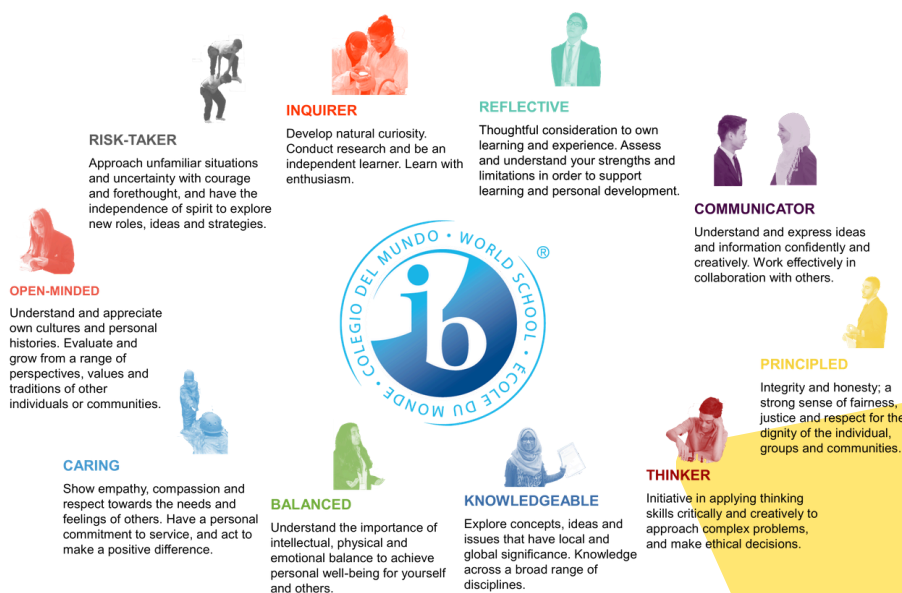 INQUIRER
Develop natural curiosity.
Conduct research and be an
independent learner. Learn with
enthusiasm.
REFLECTIVE
Thoughtful consideration to own
learning and experience. Assess
and understand your strengths and
limitations in order to support
learning and personal development.
COMMUNICATOR
Understand and express ideas
and information confidently and
creatively. Work effectively in
collaboration with others.
PRINCIPLED
Integrity and honesty; a
strong sense of fairness,
justice and respect for the
dignity of the individual,
groups and communities.
THINKER
Initiative in applying thinking
skills critically and creatively to
approach complex problems,
and make ethical decisions.
KNOWLEDGEABLE
Explore concepts, ideas and
issues that have local and
global significance. Knowledge
across a broad range of
disciplines.
BALANCED
Understand the importance of
intellectual, physical and
emotional balance to achieve
personal well-being for yourself
and others.
CARING
Show empathy, compassion and
respect towards the needs and
feelings of others. Have a personal
commitment to service, and act to
make a positive difference.
OPEN-MINDED
Understand and appreciate
own cultures and personal
histories. Evaluate and
grow from a range of
perspectives, values and
traditions of other
individuals or communities.
RISK-TAKER
Approach unfamiliar situations
and uncertainty with courage
and forethought, and have the
independence of spirit to explore
new roles, ideas and strategies.
COLEGIO DEL MUNDO • WORLD SCHOOL • ÉCOLE DU MONDE •
®
ib